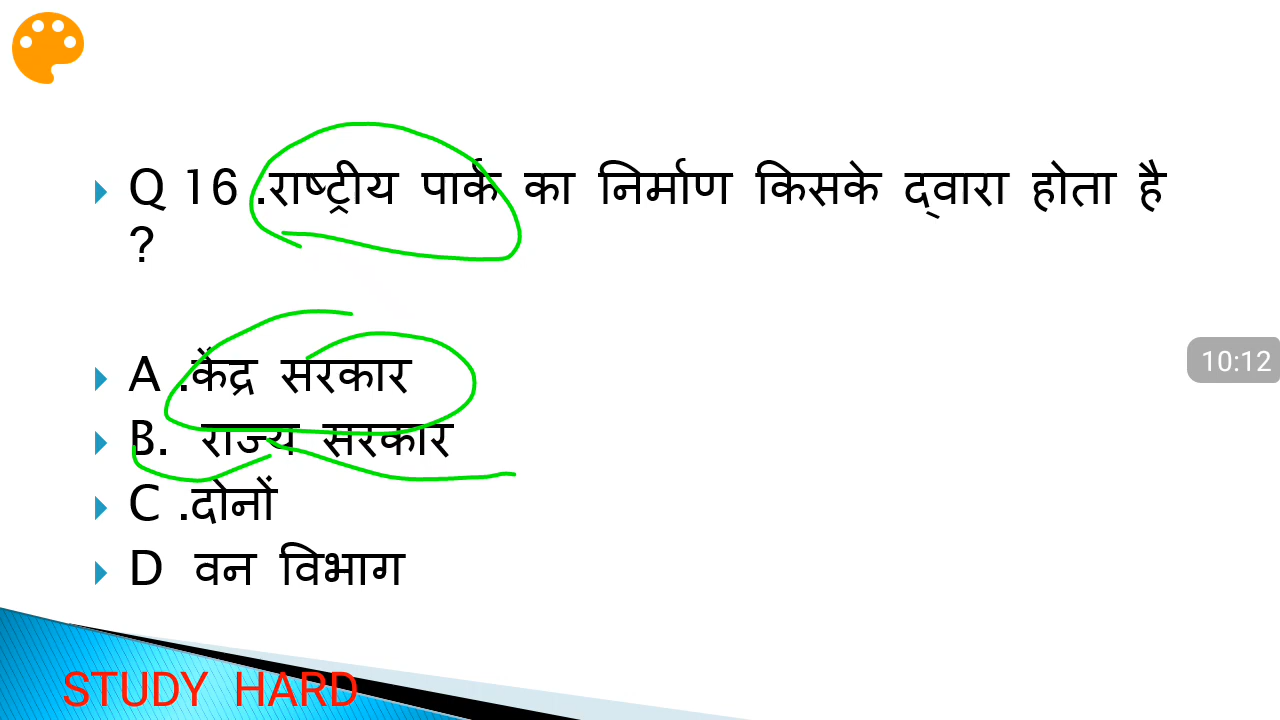 Q 16 .राष्ट्रीय पार्क का निर्माण किसके द्वारा होता है
?
A .केंद्र सरकार
B. राज्य सरकार
C .दोनों
D वन विभाग
10:12
STUDY HARD